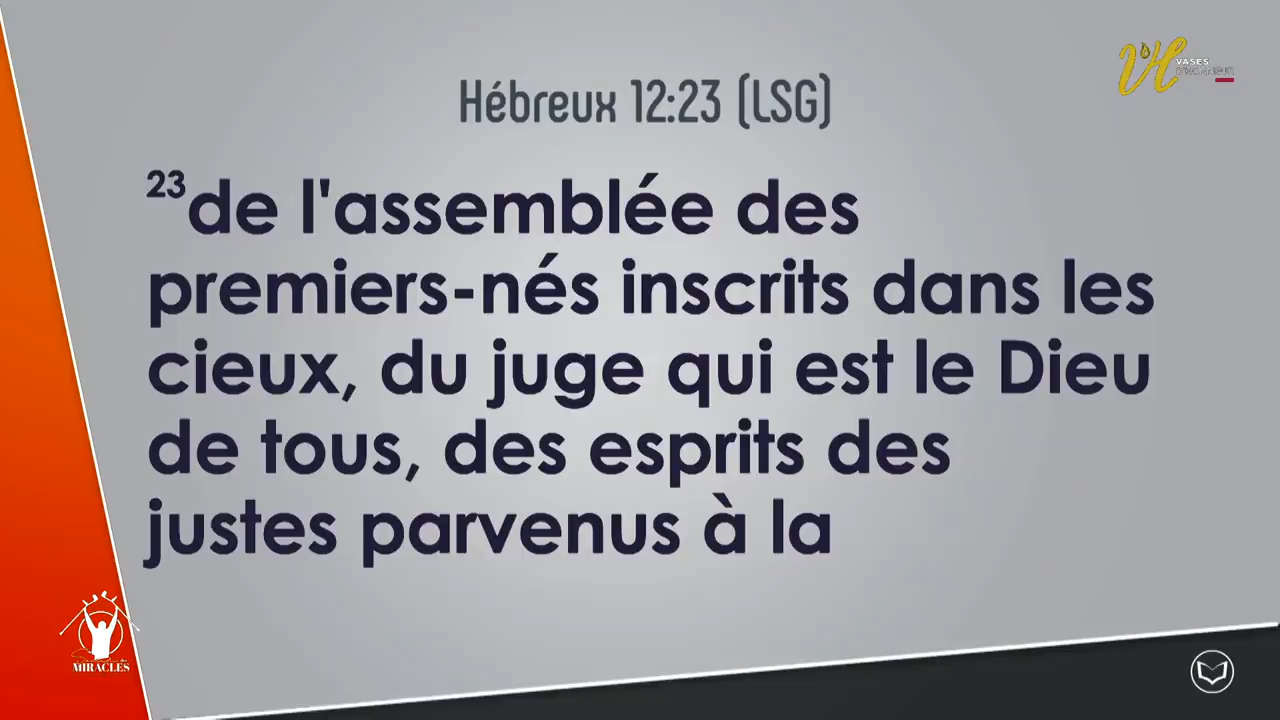 VASES
Hébreux 12:23 (LSG)
23de l'assemblée des
premiers-nés inscrits dans les
cieux, du juge qui est le Dieu
de tous, des esprits des
justes parvenus à la
MIRACLES